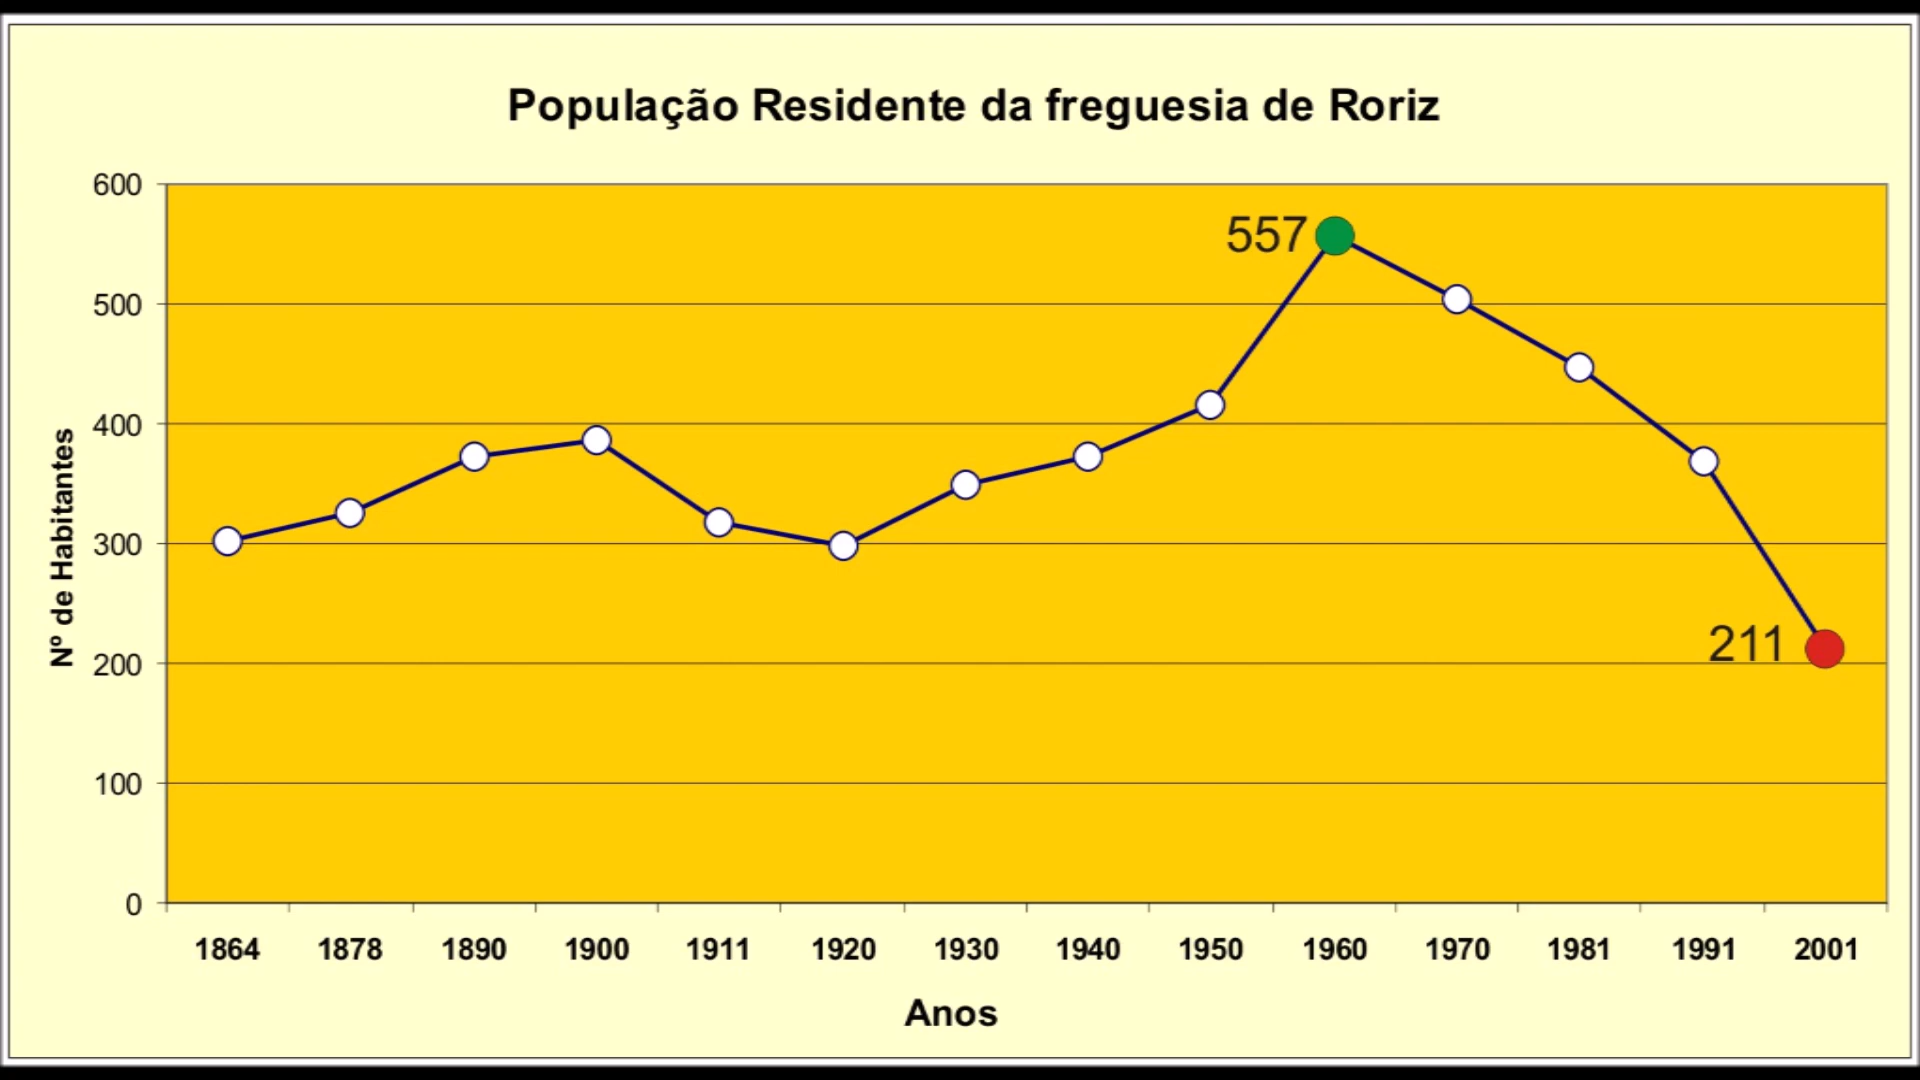 População Residente da freguesia de Roriz
600
500
400
300
200
100
0
Nº de Habitantes
557
211
1864 1878 1890 1900 1911 1920 1930 1940 1950 1960 1970 1981 1991 2001
Anos